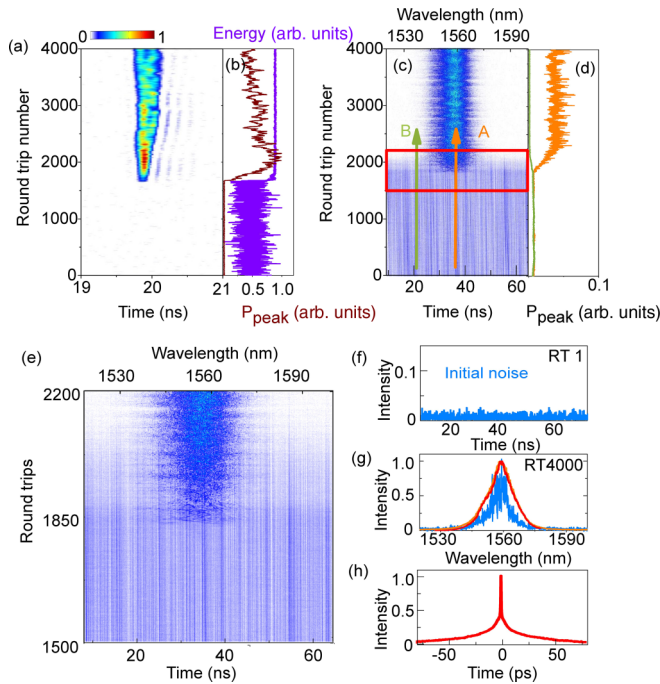 Energy (arb. units)
Wavelength (nm)
0 1
1530 1560 1590
(a)
(b)
(c)
(d)
4000
3000
2000
1000
0
Round trip number
19 20 21
Time (ns)
0.5 1.0
P_peak (arb. units)
4000
3000
2000
1000
0
Round trip number
B
A
20 40 60
Time (ns)
0.1
P_peak (arb. units)
Wavelength (nm)
1530 1560 1590
(e)
2200
1850
1500
Round trips
20 40 60
Time (ns)
(f)
RT 1
Initial noise
0.1
0
Intensity
20 40 60
Time (ns)
(g)
RT4000
1.0
0.5
0
Intensity
1530 1560 1590
Wavelength (nm)
(h)
1.0
0.5
Intensity
-50 0 50
Time (ps)